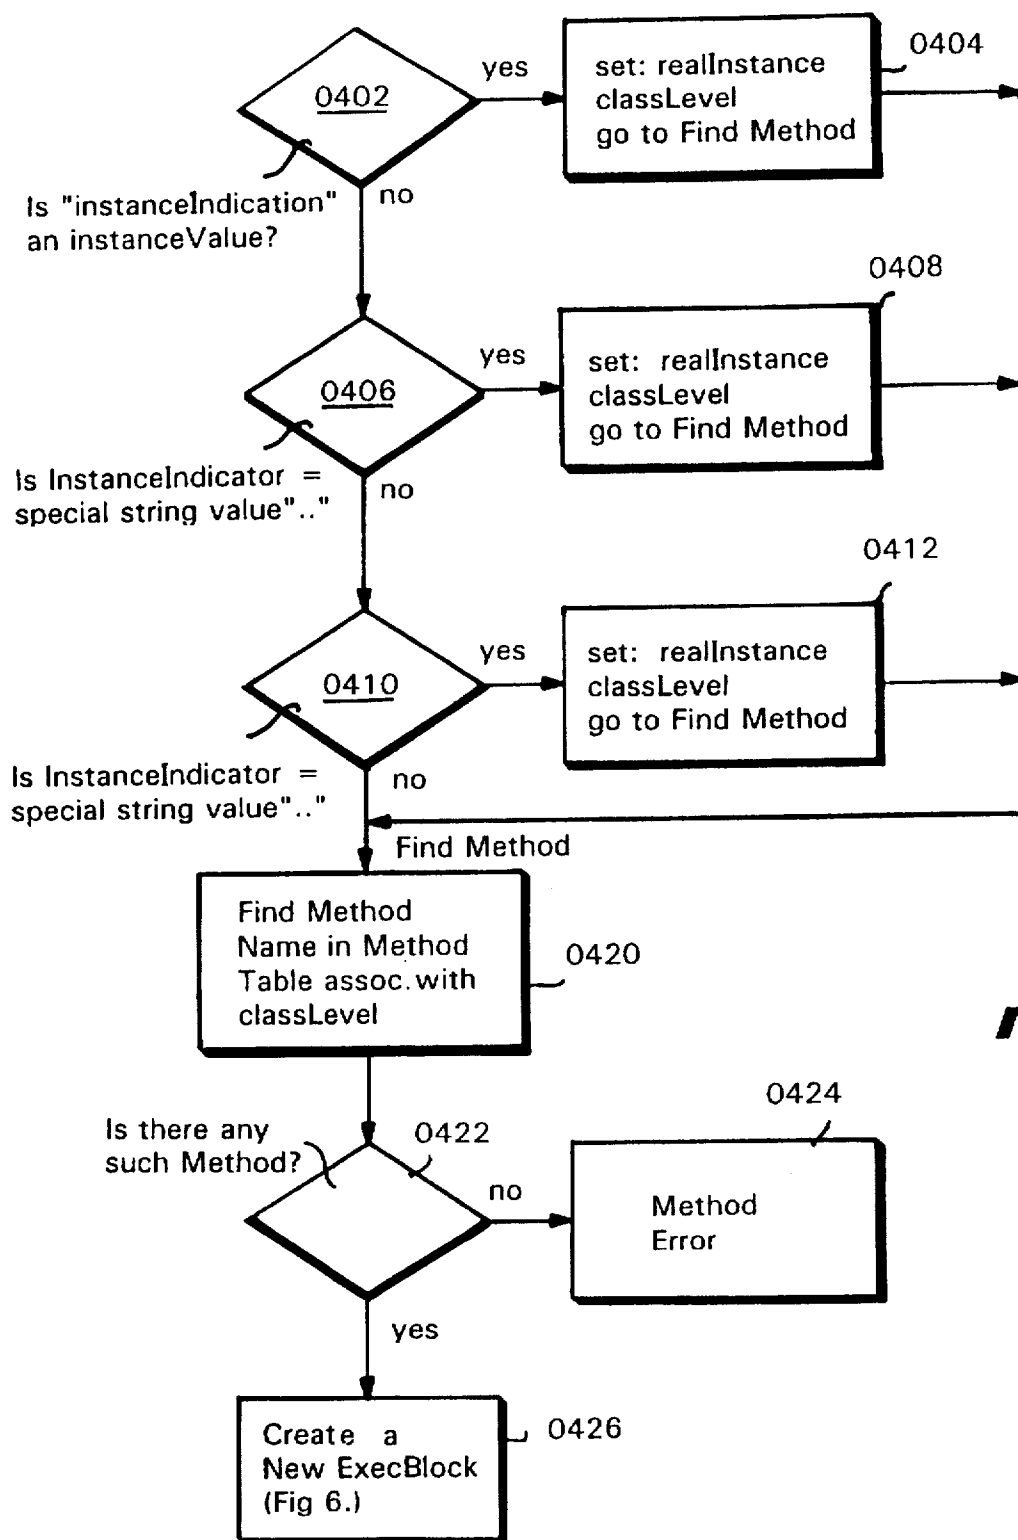 0402
yes
set: realInstance
classLevel
go to Find Method
0404
no
Is "instanceIndication"
an instanceValue?
0406
yes
set: realInstance
classLevel
go to Find Method
0408
no
Is InstanceIndicator =
special string value".."
0410
yes
set: realInstance
classLevel
go to Find Method
0412
no
Is InstanceIndicator =
special string value".."
Find Method
Find Method
Name in Method
Table assoc. with
classLevel
0420
Is there any
such Method?
0422
no
Method
Error
0424
yes
Create a
New ExecBlock
(Fig 6.)
0426